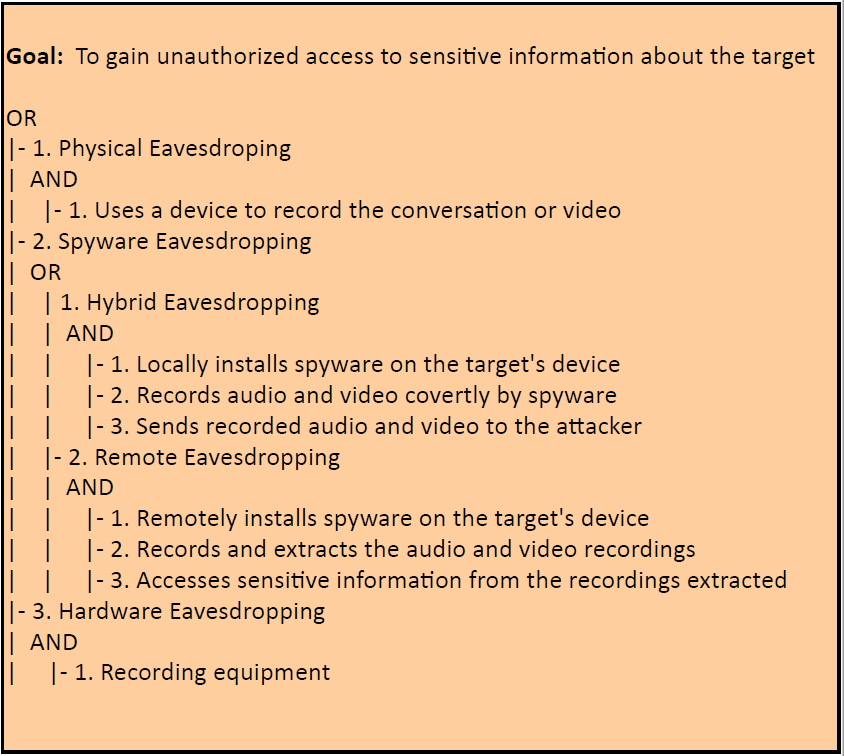 Goal: To gain unauthorized access to sensitive information about the target
OR
|- 1. Physical Eavesdroping
| AND
| |- 1. Uses a device to record the conversation or video
|- 2. Spyware Eavesdropping
| OR
| | 1. Hybrid Eavesdropping
| | AND
| | |- 1. Locally installs spyware on the target's device
| | |- 2. Records audio and video covertly by spyware
| | |- 3. Sends recorded audio and video to the attacker
| |- 2. Remote Eavesdropping
| | AND
| | |- 1. Remotely installs spyware on the target's device
| | |- 2. Records and extracts the audio and video recordings
| | |- 3. Accesses sensitive information from the recordings extracted
|- 3. Hardware Eavesdropping
| AND
| |- 1. Recording equipment